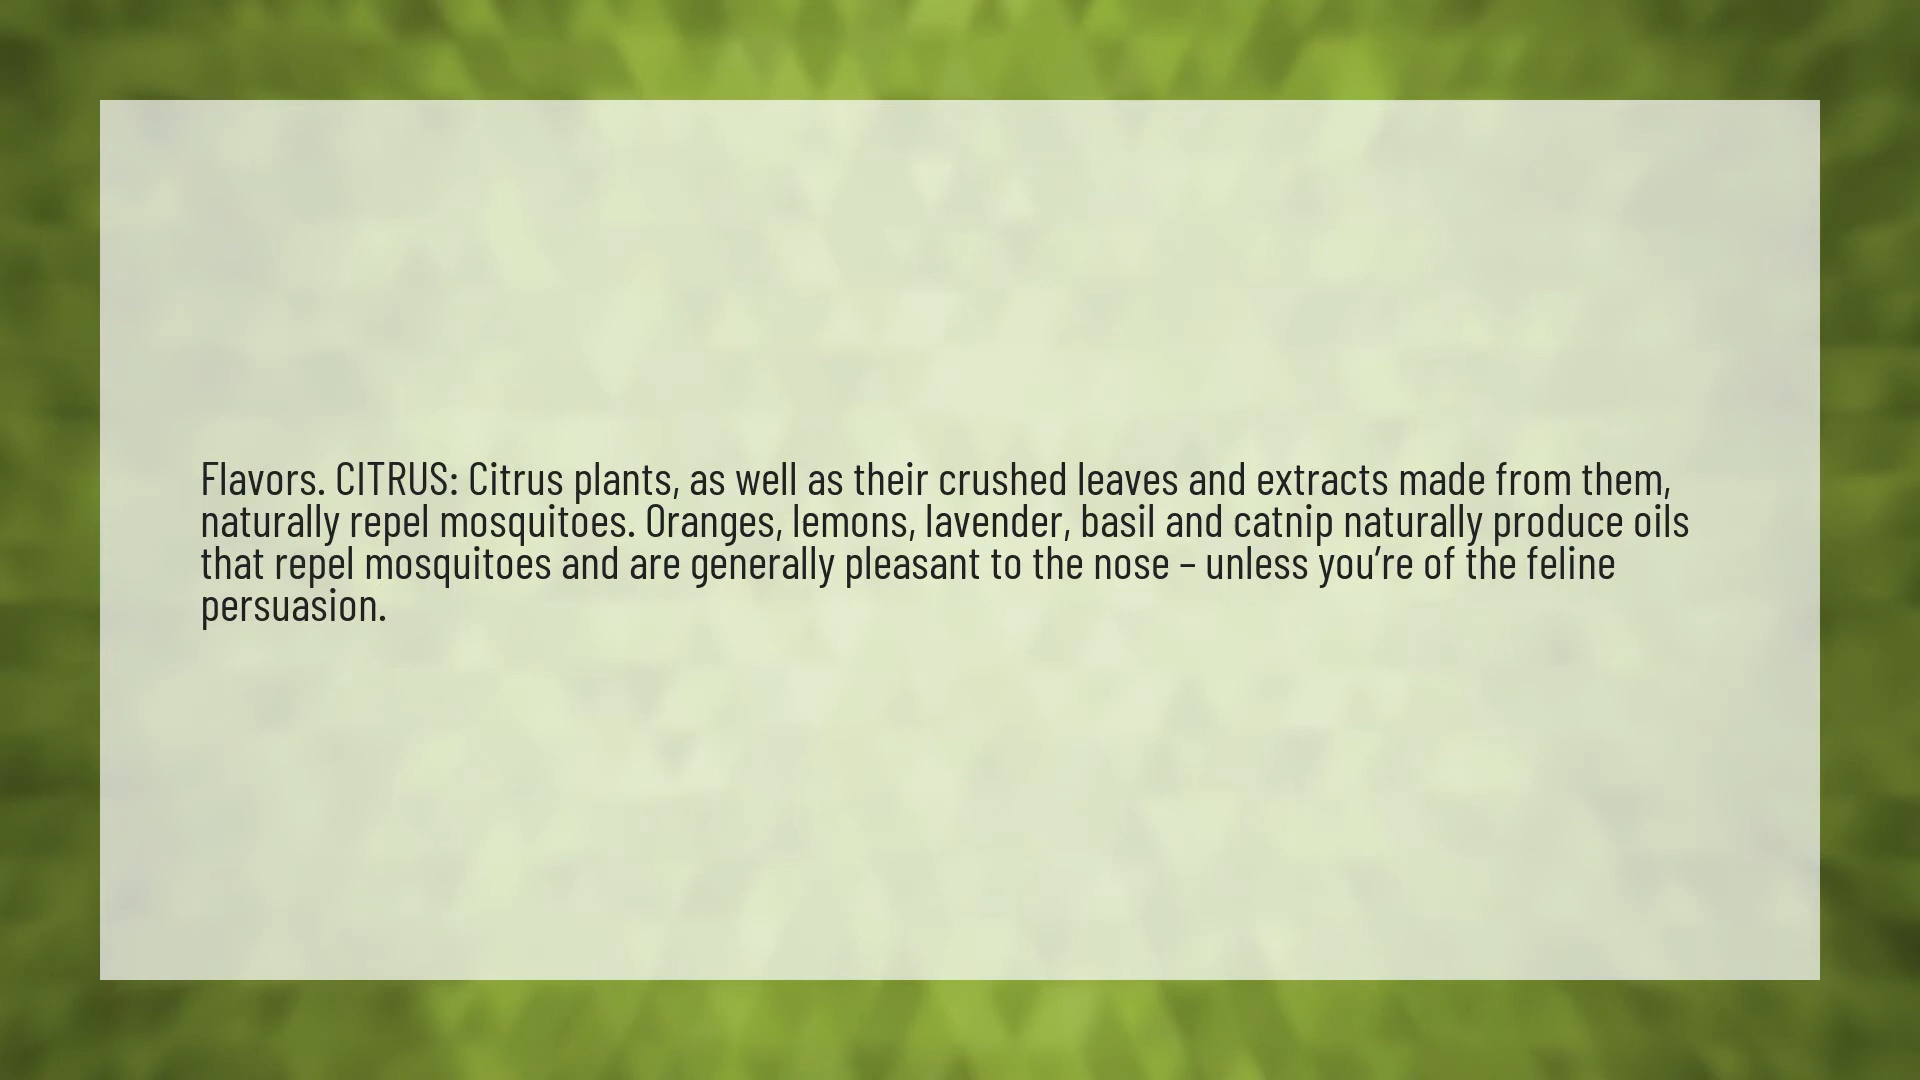 Flavors. CITRUS: Citrus plants, as well as their crushed leaves and extracts made from them,
naturally repel mosquitoes. Oranges, lemons, lavender, basil and catnip naturally produce oils
that repel mosquitoes and are generally pleasant to the nose – unless you’re of the feline
persuasion.